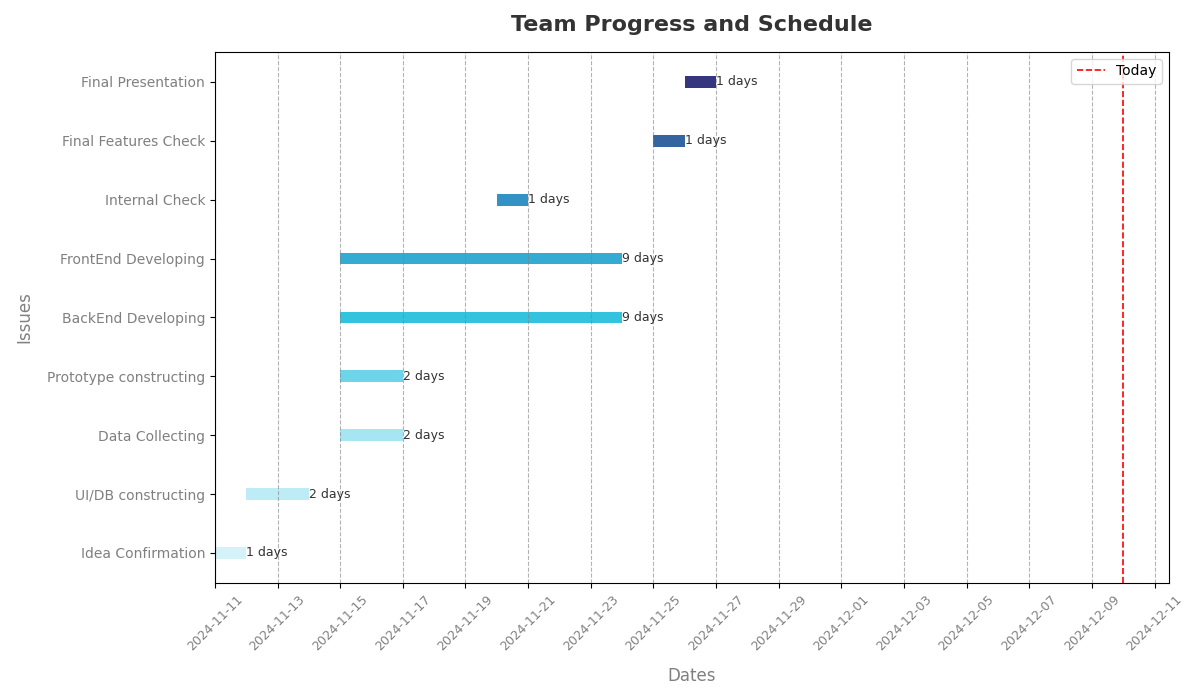 Team Progress and Schedule
Today
Final Presentation
1 days
Final Features Check
1 days
Internal Check
1 days
FrontEnd Developing
9 days
BackEnd Developing
9 days
Prototype constructing
2 days
Data Collecting
2 days
UI/DB constructing
2 days
Idea Confirmation
1 days
Issues
2024-11-11
2024-11-13
2024-11-15
2024-11-17
2024-11-19
2024-11-21
2024-11-23
2024-11-25
2024-11-27
2024-11-29
2024-12-01
2024-12-03
2024-12-05
2024-12-07
2024-12-09
2024-12-11
Dates